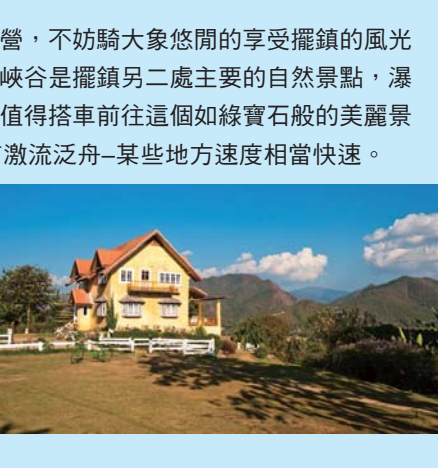 營，不妨騎大象悠閒的享受擺鎮的風光
峽谷是擺鎮另二處主要的自然景點，瀑
值得搭車前往這個如綠寶石般的美麗景
激流泛舟–某些地方速度相當快速。